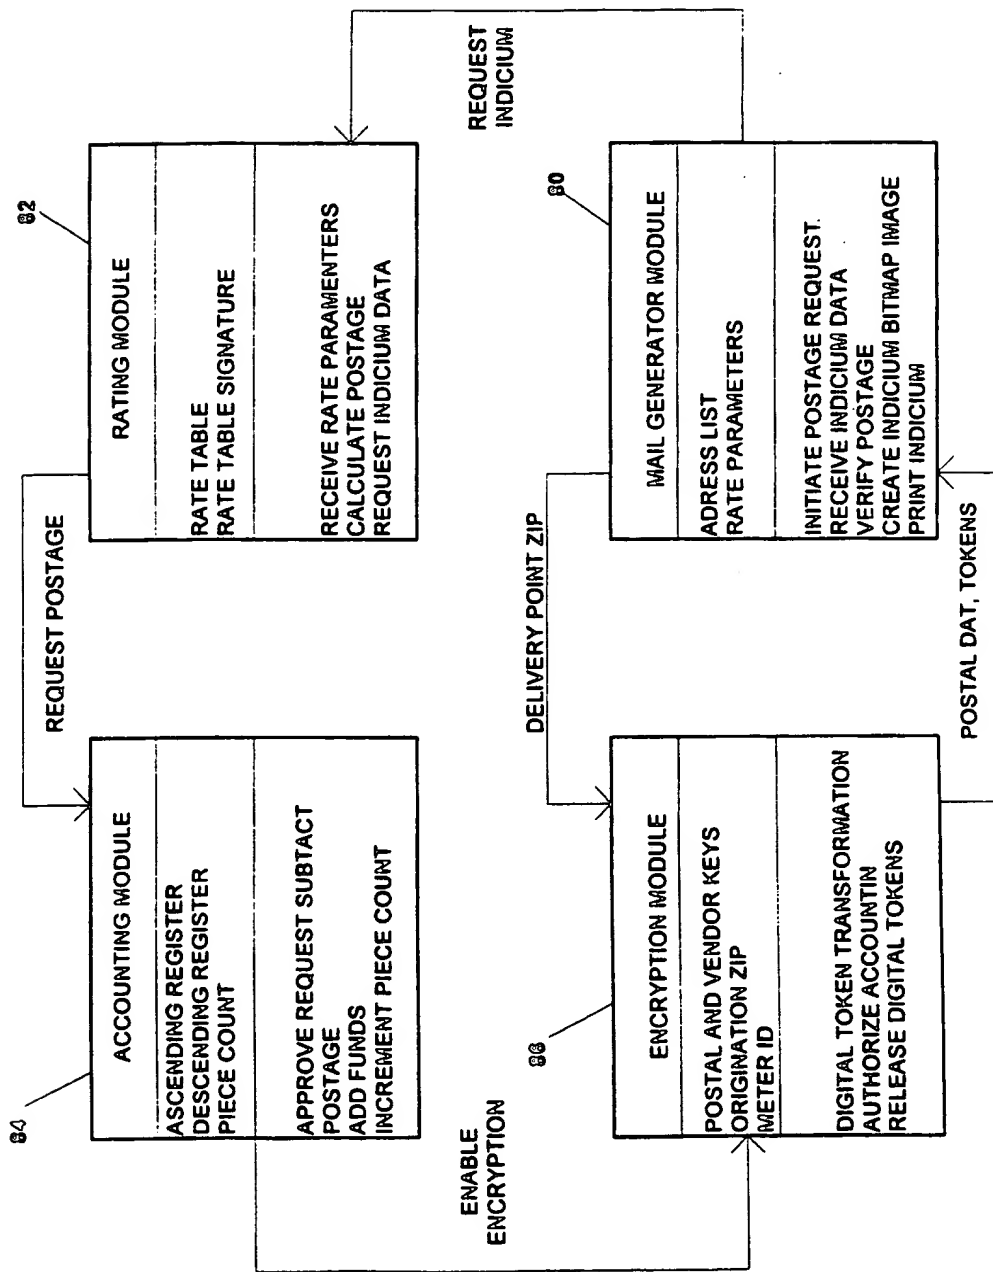 REQUEST POSTAGE
ACCOUNTING MODULE
ASCENDING REGISTER
DESCENDING REGISTER
PIECE COUNT
APPROVE REQUEST SUBTACT
POSTAGE
ADD FUNDS
INCREMENT PIECE COUNT
RATING MODULE
RATE TABLE
RATE TABLE SIGNATURE
RECEIVE RATE PARAMENTERS
CALCULATE POSTAGE
REQUEST INDICIUM DATA
ENABLE
ENCRYPTION
REQUEST
INDICIUM
DELIVERY POINT ZIP
ENCRYPTION MODULE
POSTAL AND VENDOR KEYS
ORIGINATION ZIP
METER ID
DIGITAL TOKEN TRANSFORMATION
AUTHORIZE ACCOUNTIN
RELEASE DIGITAL TOKENS
MAIL GENERATOR MODULE
ADRESS LIST
RATE PARAMETERS
INITIATE POSTAGE REQUEST.
RECEIVE INDICIUM DATA
VERIFY POSTAGE
CREATE INDICIUM BITMAP IMAGE
PRINT INDICIUM
POSTAL DAT, TOKENS